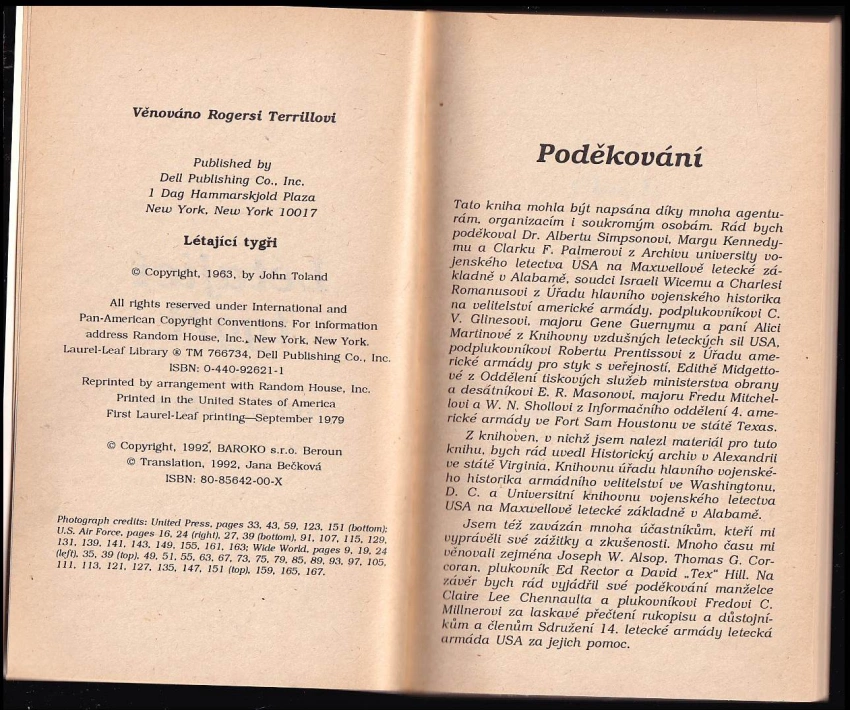 Věnováno Rogersi Terrillovi
Published by
Dell Publishing Co., Inc.
1 Dag Hammarskjold Plaza
New York, New York 10017
Létající tygři
© Copyright, 1963, by John Toland
All rights reserved under International and
Pan-American Copyright Conventions. For information
address Random House, Inc., New York, New York.
Laurel-Leaf Library ® TM 766734, Dell Publishing Co., Inc.
ISBN: 0-440-92621-1
Reprinted by arrangement with Random House, Inc.
Printed in the United States of America
First Laurel-Leaf printing—September 1979
© Copyright, 1992, BAROKO s.r.o. Beroun
© Translation, 1992, Jana Bečková
ISBN: 80-85642-00-X
Photograph credits: United Press, pages 33, 43, 59, 123, 151 (bottom);
U.S. Air Force, pages 16, 24 (right), 27, 39 (bottom), 91, 107, 115, 129,
131, 139, 141, 143, 149, 155, 161, 163; Wide World, pages 9, 19, 24
(left), 35, 39 (top), 49, 51, 55, 63, 67, 73, 75, 79, 85, 89, 93, 97, 105,
111, 113, 121, 127, 135, 147, 151 (top), 159, 165, 167.
Poděkování
Tato kniha mohla být napsána díky mnoha agentu-
rám, organizacím i soukromým osobám. Rád bych
poděkoval Dr. Albertu Simpsonovi, Margu Kennedy-
mu a Clarku F. Palmerovi z Archivu university vo-
jenského letectva USA na Maxwellově letecké zá-
kladně v Alabamě, soudci Israeli Wicemu a Charlesi
Romanusovi z Úřadu hlavního vojenského historika
na velitelství americké armády, podplukovníkovi C.
V. Glinesovi, majoru Gene Guernymu a paní Alici
Martinové z Knihovny vzdušných leteckých sil USA,
podplukovníkovi Robertu Prentissovi z Úřadu ame-
rické armády pro styk s veřejností, Edithě Midgetto-
vé z Oddělení tiskových služeb ministerstva obrany
a desátníkovi E. R. Masonovi, majoru Fredu Mitchel-
lovi a W. N. Shollovi z Informačního oddělení 4. ame-
rické armády ve Fort Sam Houstonu ve státě Texas.
Z knihoven, v nichž jsem nalezl materiál pro tuto
knihu, bych rád uvedl Historický archiv v Alexandrii
ve státě Virginia, Knihovnu úřadu hlavního vojenské-
ho historika armádního velitelství ve Washingtonu,
D. C. a Universitní knihovnu vojenského letectva
USA na Maxwellově letecké základně v Alabamě.
Jsem též zavázán mnoha účastníkům, kteří mi
vyprávěli své zážitky a zkušenosti. Mnoho času mi
věnovali zejména Joseph W. Alsop, Thomas G. Cor-
coran, plukovník Ed Rector a David „Tex" Hill. Na
závěr bych rád vyjádřil své poděkování manželce
Claire Lee Chennaulta a plukovníkovi Fredovi C.
Millnerovi za laskavé přečtení rukopisu a důstojní-
kům a členům Sdružení 14. letecké armády letecká
armáda USA za jejich pomoc.